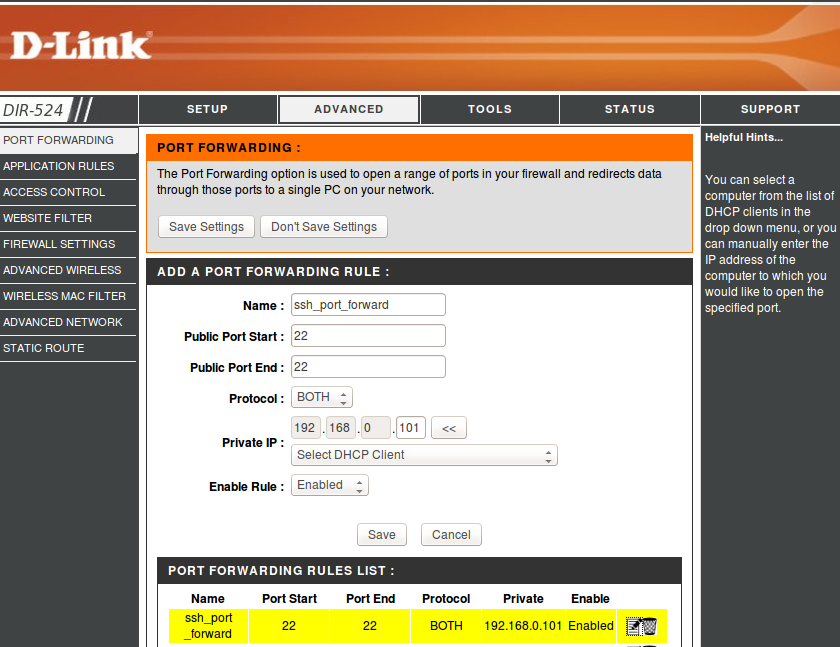 D-Link
DIR-524
SETUP
ADVANCED
TOOLS
STATUS
SUPPORT
PORT FORWARDING
APPLICATION RULES
ACCESS CONTROL
WEBSITE FILTER
FIREWALL SETTINGS
ADVANCED WIRELESS
WIRELESS MAC FILTER
ADVANCED NETWORK
STATIC ROUTE
PORT FORWARDING :
The Port Forwarding option is used to open a range of ports in your firewall and redirects data
through those ports to a single PC on your network.
Save Settings Don't Save Settings
ADD A PORT FORWARDING RULE :
Name : ssh_port_forward
Public Port Start : 22
Public Port End : 22
Protocol : BOTH
192 . 168 . 0 . 101 <<
Private IP :
Select DHCP Client
Enable Rule : Enabled
Save Cancel
PORT FORWARDING RULES LIST :
Name Port Start Port End Protocol Private Enable
ssh_port
_forward 22 22 BOTH 192.168.0.101 Enabled
Helpful Hints...
You can select a
computer from the list of
DHCP clients in the
drop down menu, or you
can manually enter the
IP address of the
computer to which you
would like to open the
specified port.